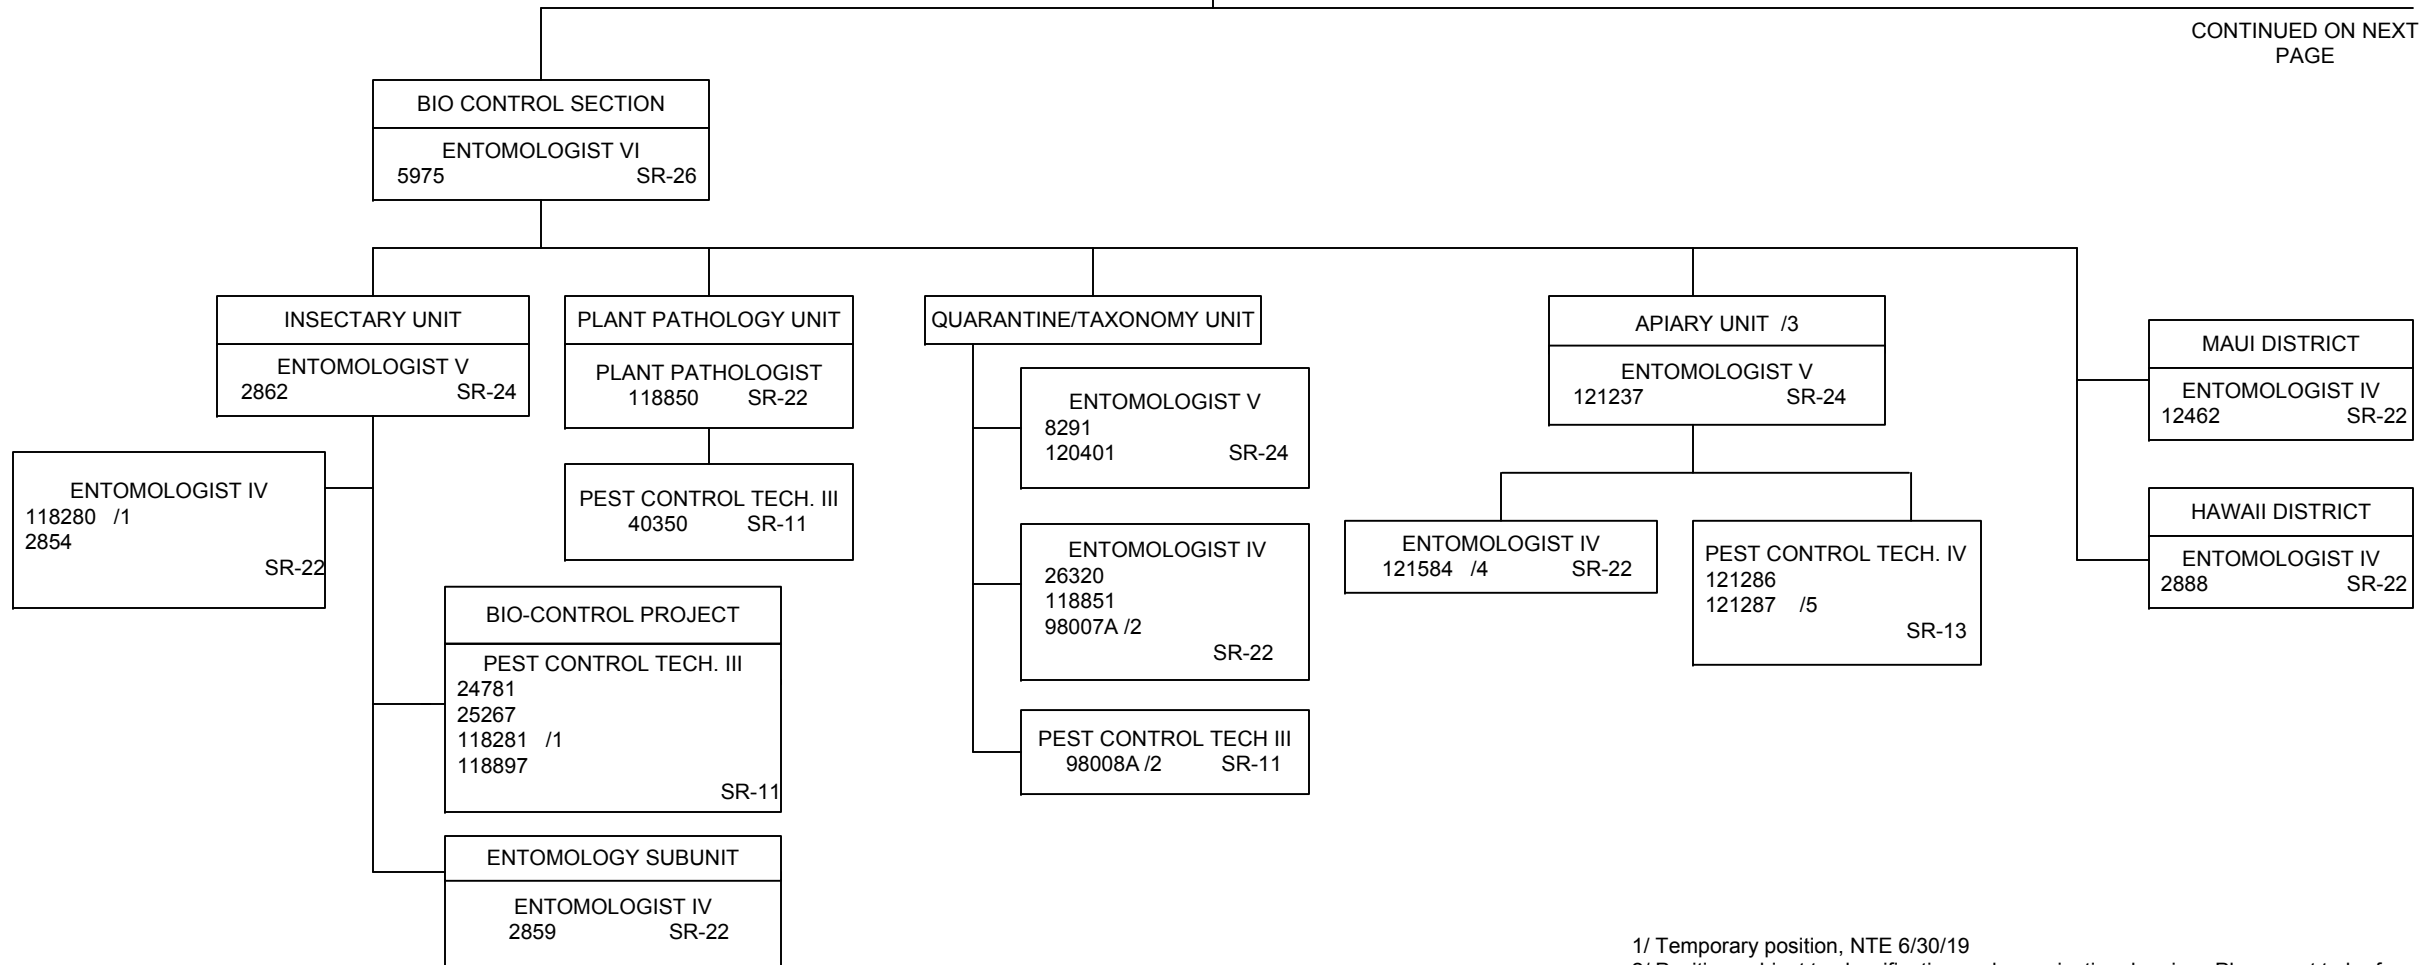 CONTINUED ON NEXT
PAGE
BIO CONTROL SECTION
ENTOMOLOGIST VI
5975 SR-26
INSECTARY UNIT
ENTOMOLOGIST V
2862 SR-24
PLANT PATHOLOGY UNIT
PLANT PATHOLOGIST
118850 SR-22
QUARANTINE/TAXONOMY UNIT
APIARY UNIT /3
ENTOMOLOGIST V
121237 SR-24
MAUI DISTRICT
ENTOMOLOGIST IV
12462 SR-22
HAWAII DISTRICT
ENTOMOLOGIST IV
2888 SR-22
ENTOMOLOGIST IV
118280 /1
2854
SR-22
PEST CONTROL TECH. III
40350 SR-11
ENTOMOLOGIST V
8291
120401 SR-24
ENTOMOLOGIST IV
26320
118851
98007A /2
SR-22
PEST CONTROL TECH III
98008A /2 SR-11
ENTOMOLOGIST IV
121584 /4 SR-22
PEST CONTROL TECH. IV
121286
121287 /5
SR-13
BIO-CONTROL PROJECT
PEST CONTROL TECH. III
24781
25267
118281 /1
118897
SR-11
ENTOMOLOGY SUBUNIT
ENTOMOLOGIST IV
2859 SR-22
1/ Temporary position, NTE 6/30/19